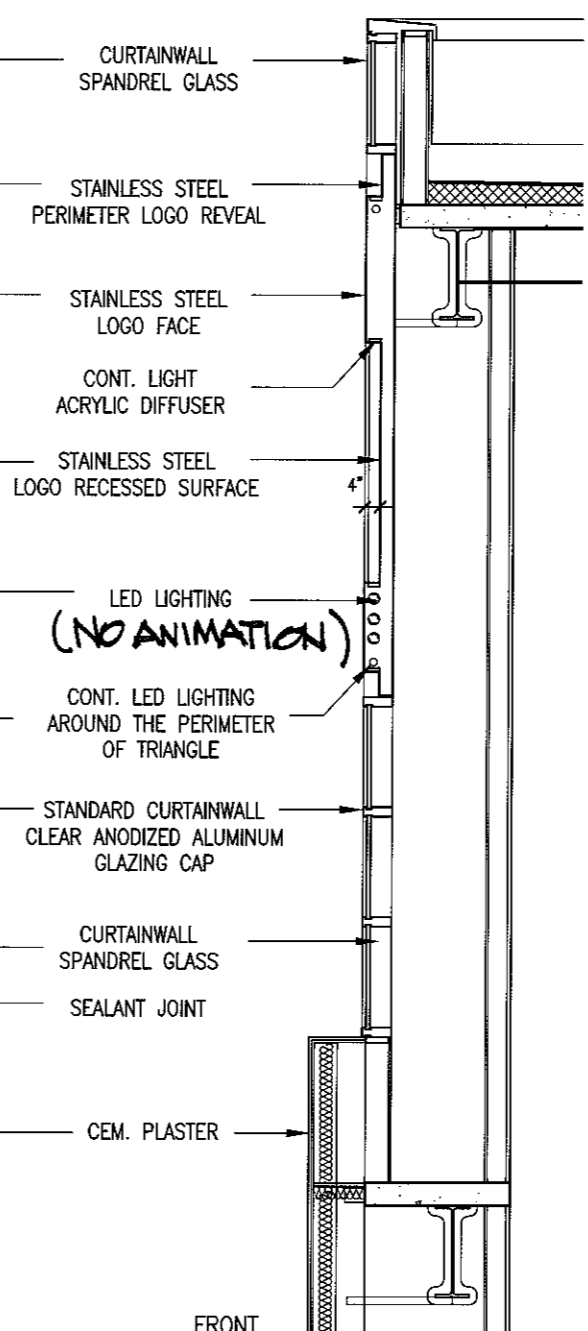 CURTAINWALL
SPANDREL GLASS
STAINLESS STEEL
PERIMETER LOGO REVEAL
STAINLESS STEEL
LOGO FACE
CONT. LIGHT
ACRYLIC DIFFUSER
STAINLESS STEEL
LOGO RECESSED SURFACE
4"
LED LIGHTING
(NO ANIMATION)
CONT. LED LIGHTING
AROUND THE PERIMETER
OF TRIANGLE
STANDARD CURTAINWALL
CLEAR ANODIZED ALUMINUM
GLAZING CAP
CURTAINWALL
SPANDREL GLASS
SEALANT JOINT
CEM. PLASTER
FRONT